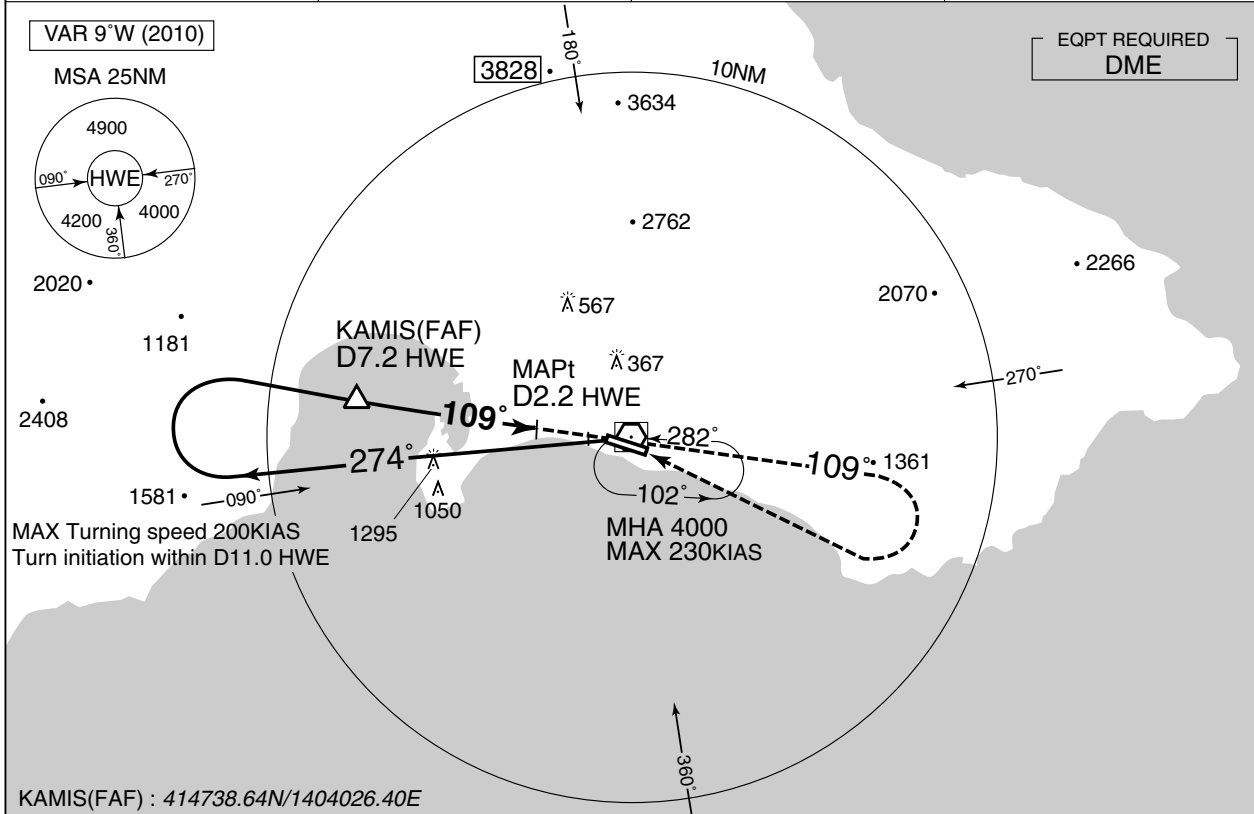 VAR 9˚W (2010)
MSA 25NM
4900
090˚
HWE
270˚
4200
4000
360˚
EQPT REQUIRED
DME
180˚
10NM
3828
3634
2762
2266
2070
2020
1181
567
367
KAMIS(FAF)
D7.2 HWE
MAPt
D2.2 HWE
270˚
2408
109˚
282˚
274˚
109˚
1361
1581
090˚
1295
1050
102˚
MHA 4000
MAX 230KIAS
MAX Turning speed 200KIAS
Turn initiation within D11.0 HWE
360˚
KAMIS(FAF) : 414738.64N/1404026.40E